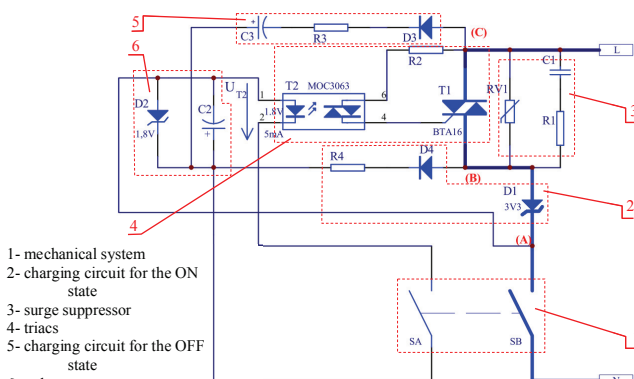 5
6
C3
+
R3
D3
(C)
L
R2
C1
U T2
T2
MOC3063
T1
RV1
D2
C2
1
1.8V
6
3
1,8V
+
2
5mA
4
BTA16
R1
R4
D4
(B)
D1
3V3
2
4
(A)
1- mechanical system
2- charging circuit for the ON
state
3- surge suppressor
4- triacs
5- charging circuit for the OFF
state
SA
SB